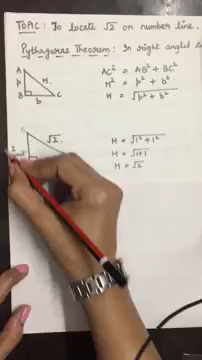 TOPIC: To locate √2 on number line.
Pythagoras Theorem: In right angled
A
p
H
B
b
C
AC² = AB² + BC²
H² = p² + b²
H = √p² + b².
√2.
H = √1² + 1²
H = √1+1
H = √2